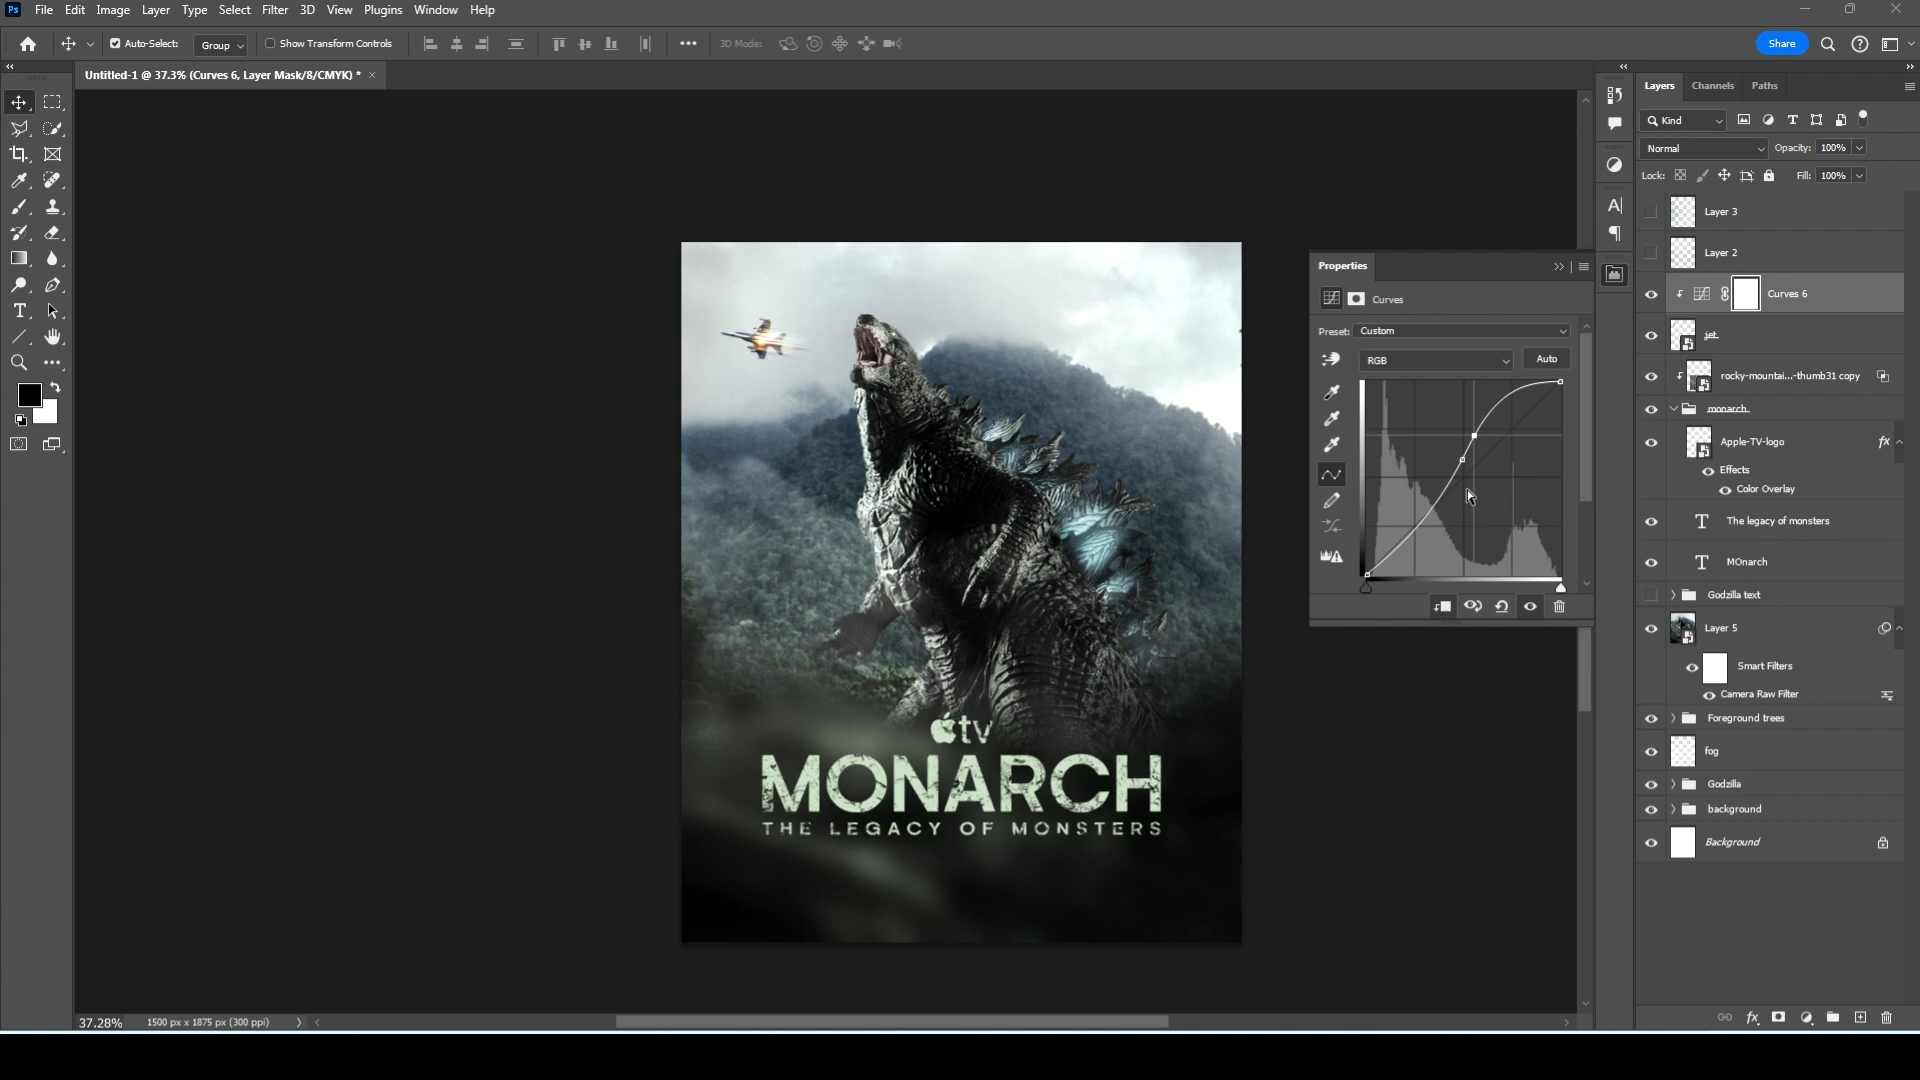 Ps File Edit Image Layer Type Select Filter 3D View Plugins Window Help
Auto-Select: Group Show Transform Controls 3D Mode: Share
Untitled-1 @ 37.3% (Curves 6, Layer Mask/8/CMYK) *
Layers Channels Paths
Kind
Normal Opacity: 100%
Lock: Fill: 100%
Layer 3
Layer 2
Curves 6
jet
rocky-mountai...-thumb31 copy
monarch
Apple-TV-logo fx
Effects
Color Overlay
T The legacy of monsters
T MOnarch
Godzilla text
Layer 5
Smart Filters
Camera Raw Filter
Foreground trees
fog
Godzilla
background
Background
Properties
Curves
Preset: Custom
RGB Auto
tv
MONARCH
THE LEGACY OF MONSTERS
37.28% 1500 px x 1875 px (300 ppi)
fx